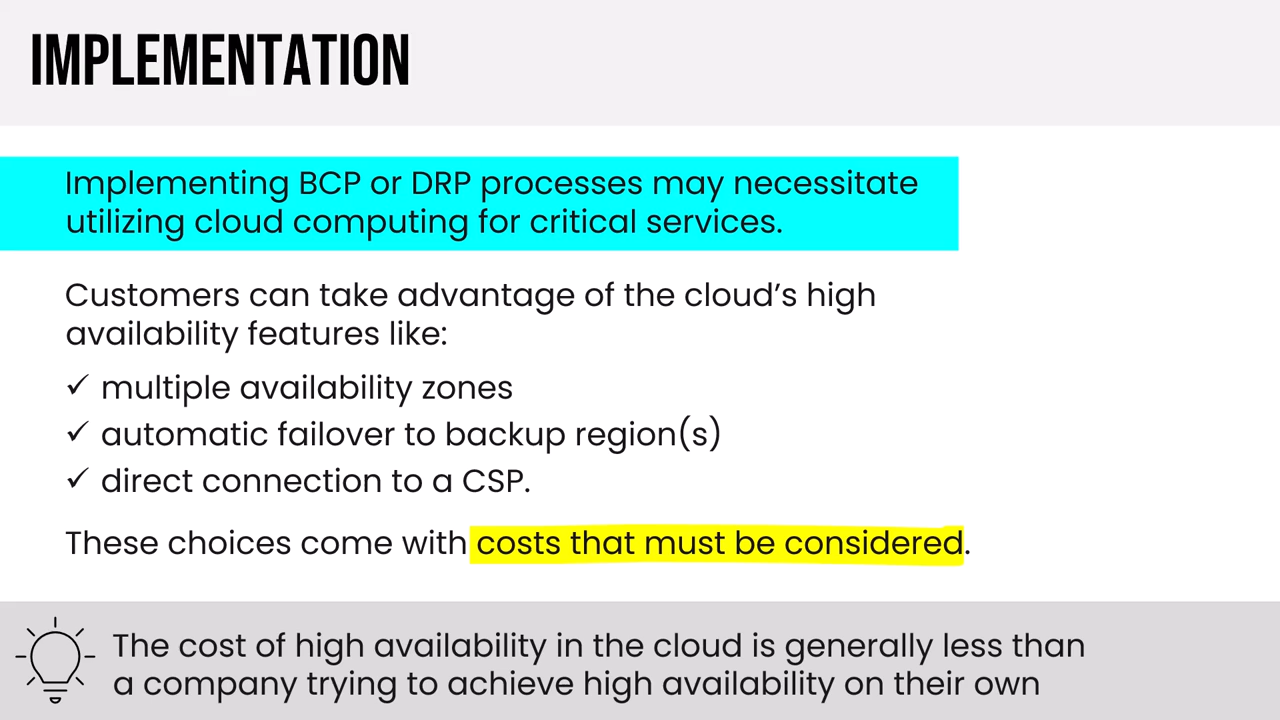 IMPLEMENTATION
Implementing BCP or DRP processes may necessitate
utilizing cloud computing for critical services.
Customers can take advantage of the cloud’s high
availability features like:
✓ multiple availability zones
✓ automatic failover to backup region(s)
✓ direct connection to a CSP.
These choices come with costs that must be considered.
The cost of high availability in the cloud is generally less than
a company trying to achieve high availability on their own